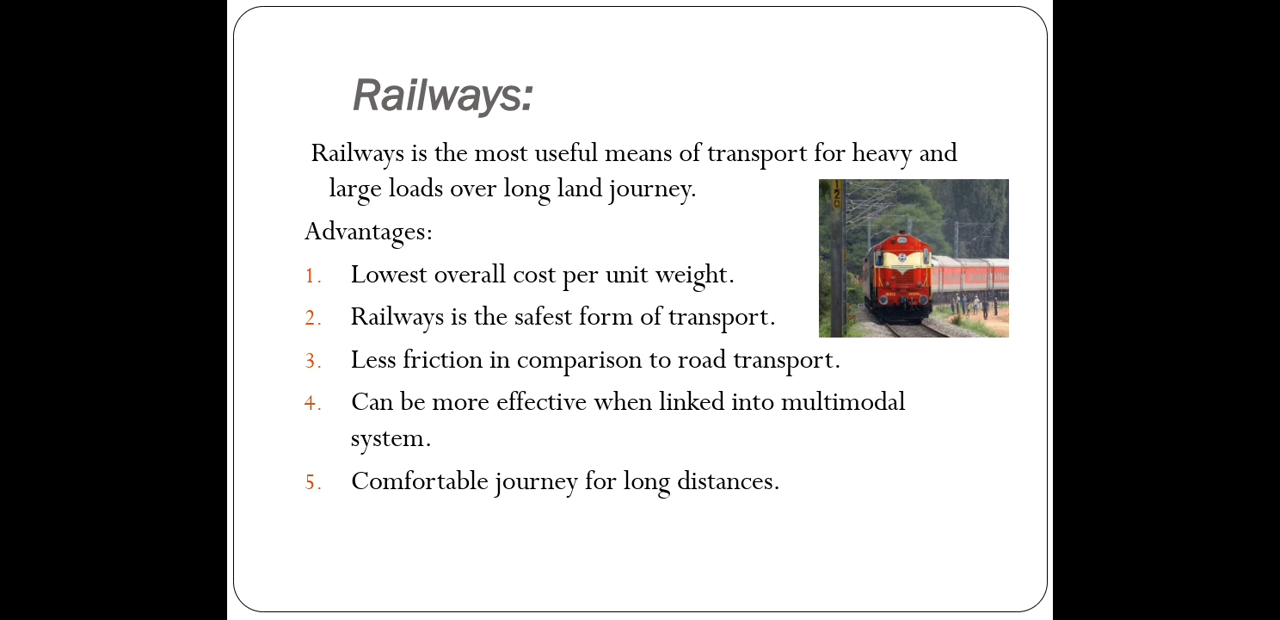 Railways:
Railways is the most useful means of transport for heavy and
large loads over long land journey.
Advantages:
1. Lowest overall cost per unit weight.
2. Railways is the safest form of transport.
3. Less friction in comparison to road transport.
4. Can be more effective when linked into multimodal
system.
5. Comfortable journey for long distances.